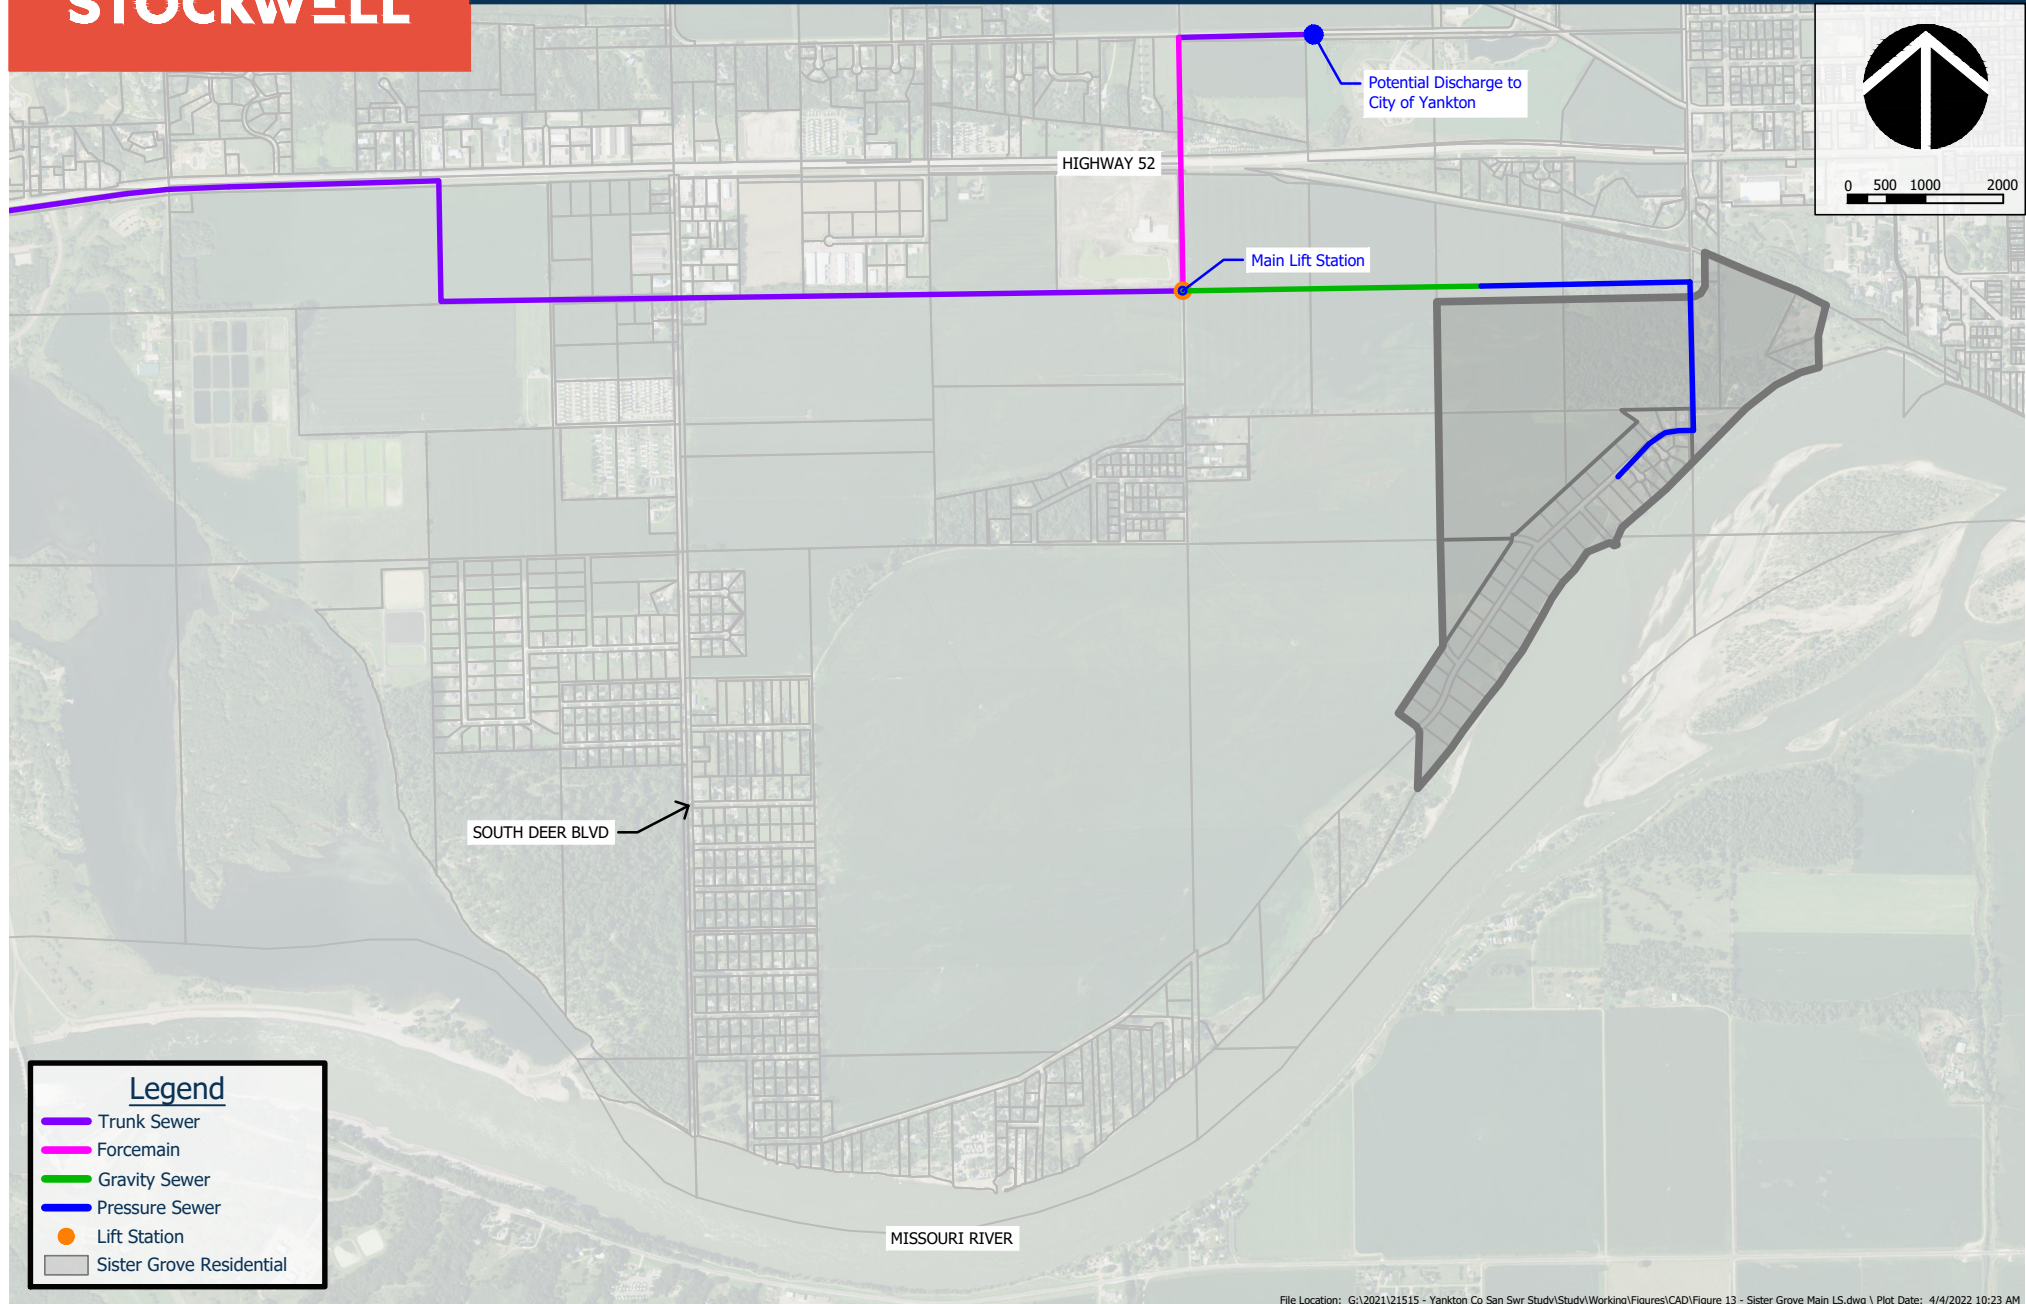 STOCKWELL
Potential Discharge to
City of Yankton
0 500 1000 2000
HIGHWAY 52
Main Lift Station
SOUTH DEER BLVD
MISSOURI RIVER
Legend
Trunk Sewer
Forcemain
Gravity Sewer
Pressure Sewer
Lift Station
Sister Grove Residential
File Location: G:\2021\21515 - Yankton Co San Swr Study\Study\Working\Figures\CAD\Figure 13 - Sister Grove Main LS.dwg \ Plot Date: 4/4/2022 10:23 AM